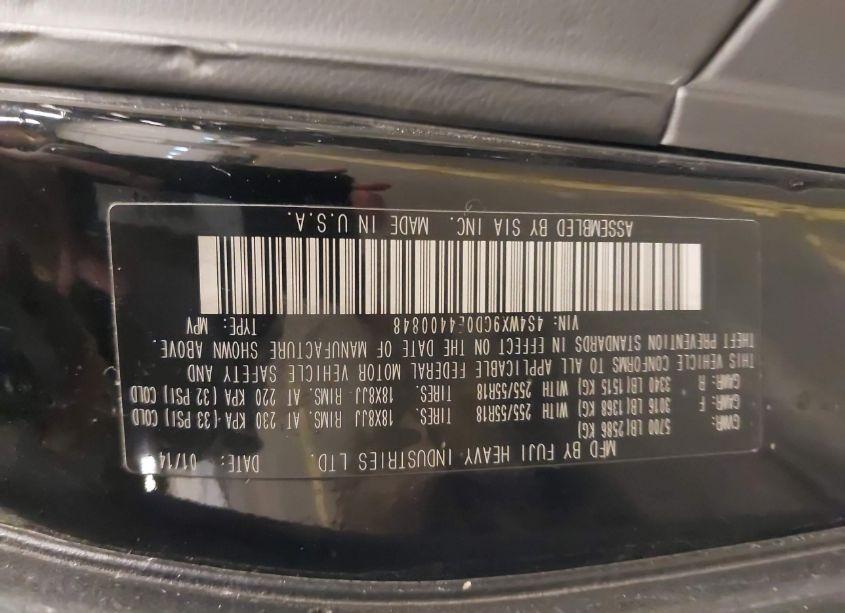 MFD BY FUJI HEAVY INDUSTRIES LTD. DATE: 01/14
GVWR: 5700 LB(2586 KG)
GAWR: F 3016 LB(1368 KG) WITH 255/55R18 TIRES. 18X8JJ RIMS. AT 230 KPA (33 PSI) COLD
GAWR: R 3340 LB(1515 KG) WITH 255/55R18 TIRES. 18X8JJ RIMS. AT 220 KPA (32 PSI) COLD
THIS VEHICLE CONFORMS TO ALL APPLICABLE FEDERAL MOTOR VEHICLE SAFETY AND
THEFT PREVENTION STANDARDS IN EFFECT ON THE DATE OF MANUFACTURE SHOWN ABOVE.
VIN: 4S4WX9CD0E4400848 TYPE: MPV
ASSEMBLED BY SIA INC. MADE IN U.S.A.